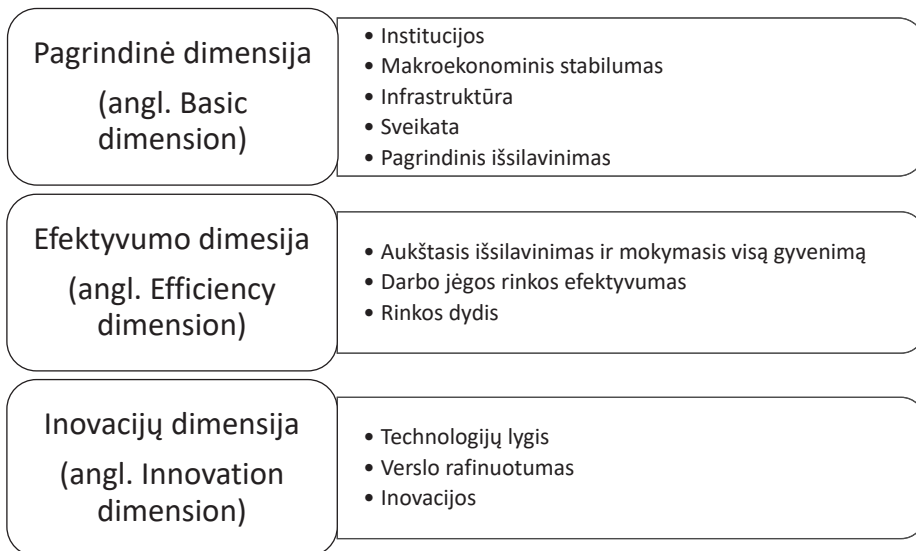 Pagrindinė dimensija
(angl. Basic
dimension)
• Institucijos
• Makroekonominis stabilumas
• Infrastruktūra
• Sveikata
• Pagrindinis išsilavinimas
Efektyvumo dimesija
(angl. Efficiency
dimension)
• Aukštasis išsilavinimas ir mokymasis visą gyvenimą
• Darbo jėgos rinkos efektyvumas
• Rinkos dydis
Inovacijų dimensija
(angl. Innovation
dimension)
• Technologijų lygis
• Verslo rafinuotumas
• Inovacijos